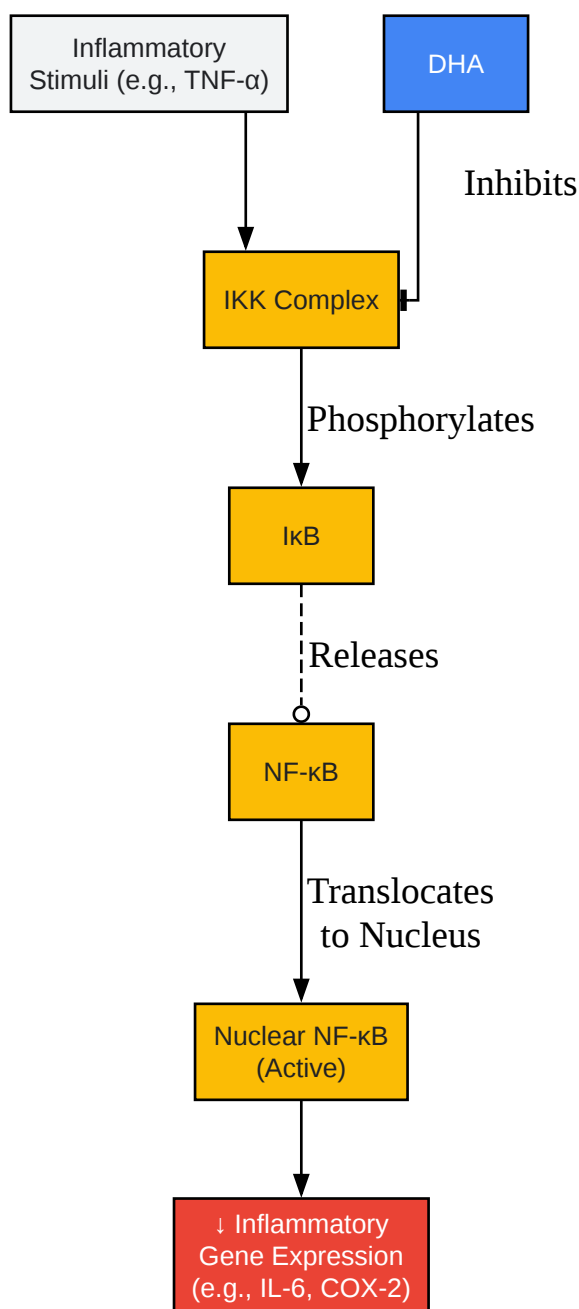 Inflammatory
Stimuli (e.g., TNF-α)
DHA
Inhibits
IKK Complex
Phosphorylates
IκB
Releases
NF-κB
Translocates
to Nucleus
Nuclear NF-κB
(Active)
↓ Inflammatory
Gene Expression
(e.g., IL-6, COX-2)